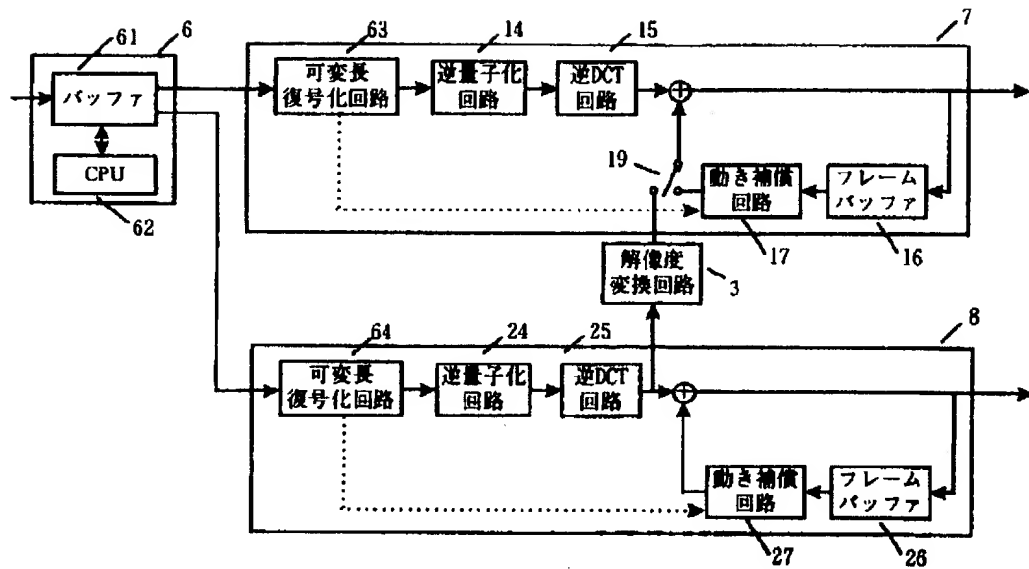 61
6
バッファ
CPU
62
63
14
15
7
可変長
復号化回路
逆量子化
回路
逆DCT
回路
19
動き補償
回路
フレーム
バッファ
17
16
解像度
変換回路
3
64
24
25
8
可変長
復号化回路
逆量子化
回路
逆DCT
回路
動き補償
回路
フレーム
バッファ
27
26